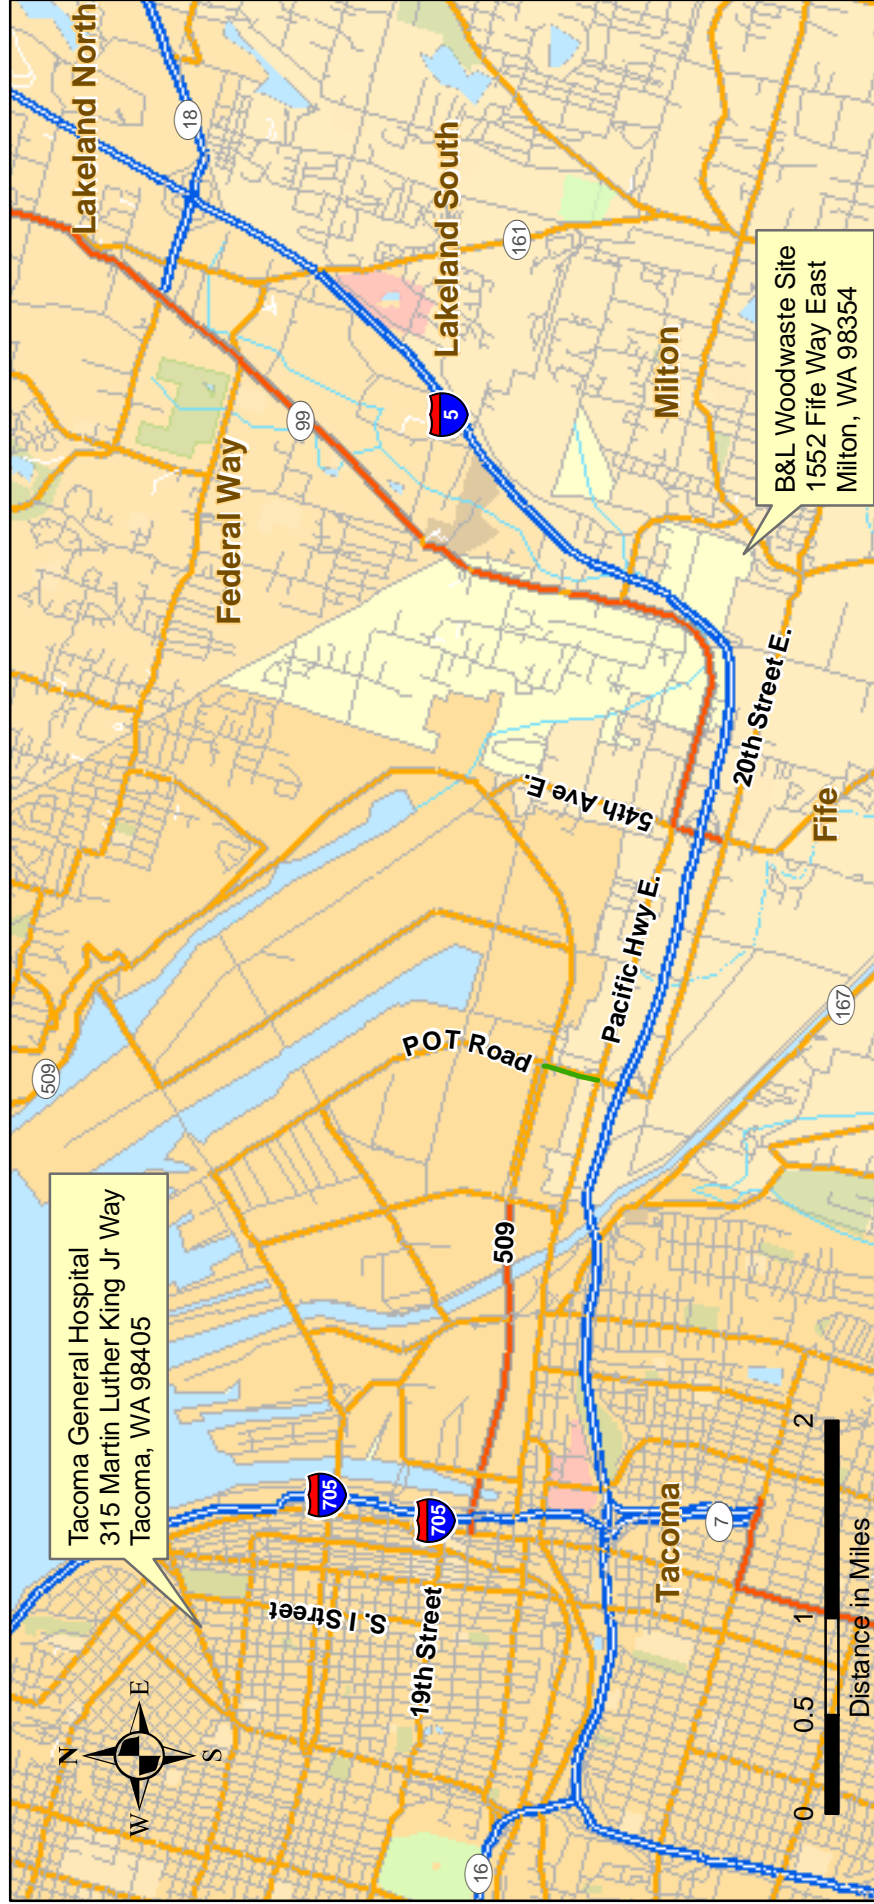 Tacoma General Hospital
315 Martin Luther King Jr Way
Tacoma, WA 98405
B&L Woodwaste Site
1552 Fife Way East
Milton, WA 98354
Lakeland North
Lakeland South
Federal Way
Milton
Fife
Tacoma
18
161
99
5
509
167
705
705
7
16
509
POT Road
Pacific Hwy E.
54th Ave E.
20th Street E.
S. I Street
19th Street
N
W
E
S
0
0.5
1
2
Distance in Miles